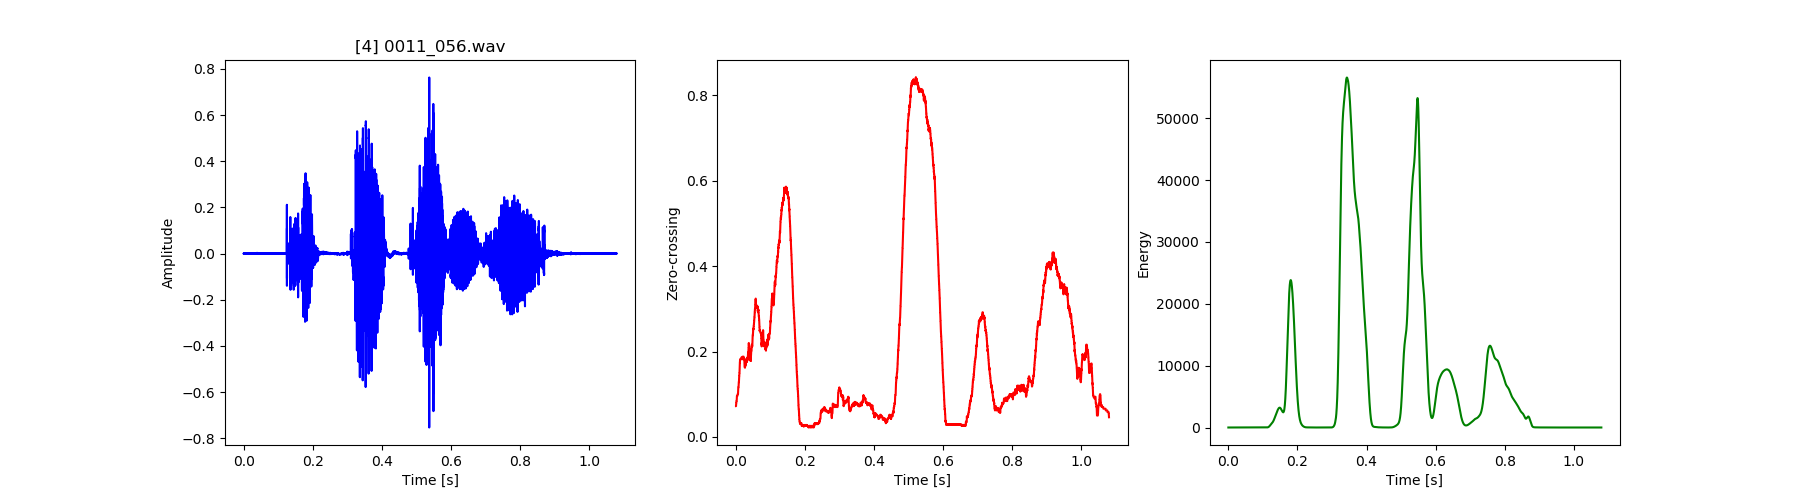 [4] 0011_056.wav
Amplitude
0.8
0.6
0.4
0.2
0.0
−0.2
−0.4
−0.6
−0.8
0.0 0.2 0.4 0.6 0.8 1.0
Time [s]
Zero-crossing
0.8
0.6
0.4
0.2
0.0
0.0 0.2 0.4 0.6 0.8 1.0
Time [s]
Energy
50000
40000
30000
20000
10000
0
0.0 0.2 0.4 0.6 0.8 1.0
Time [s]